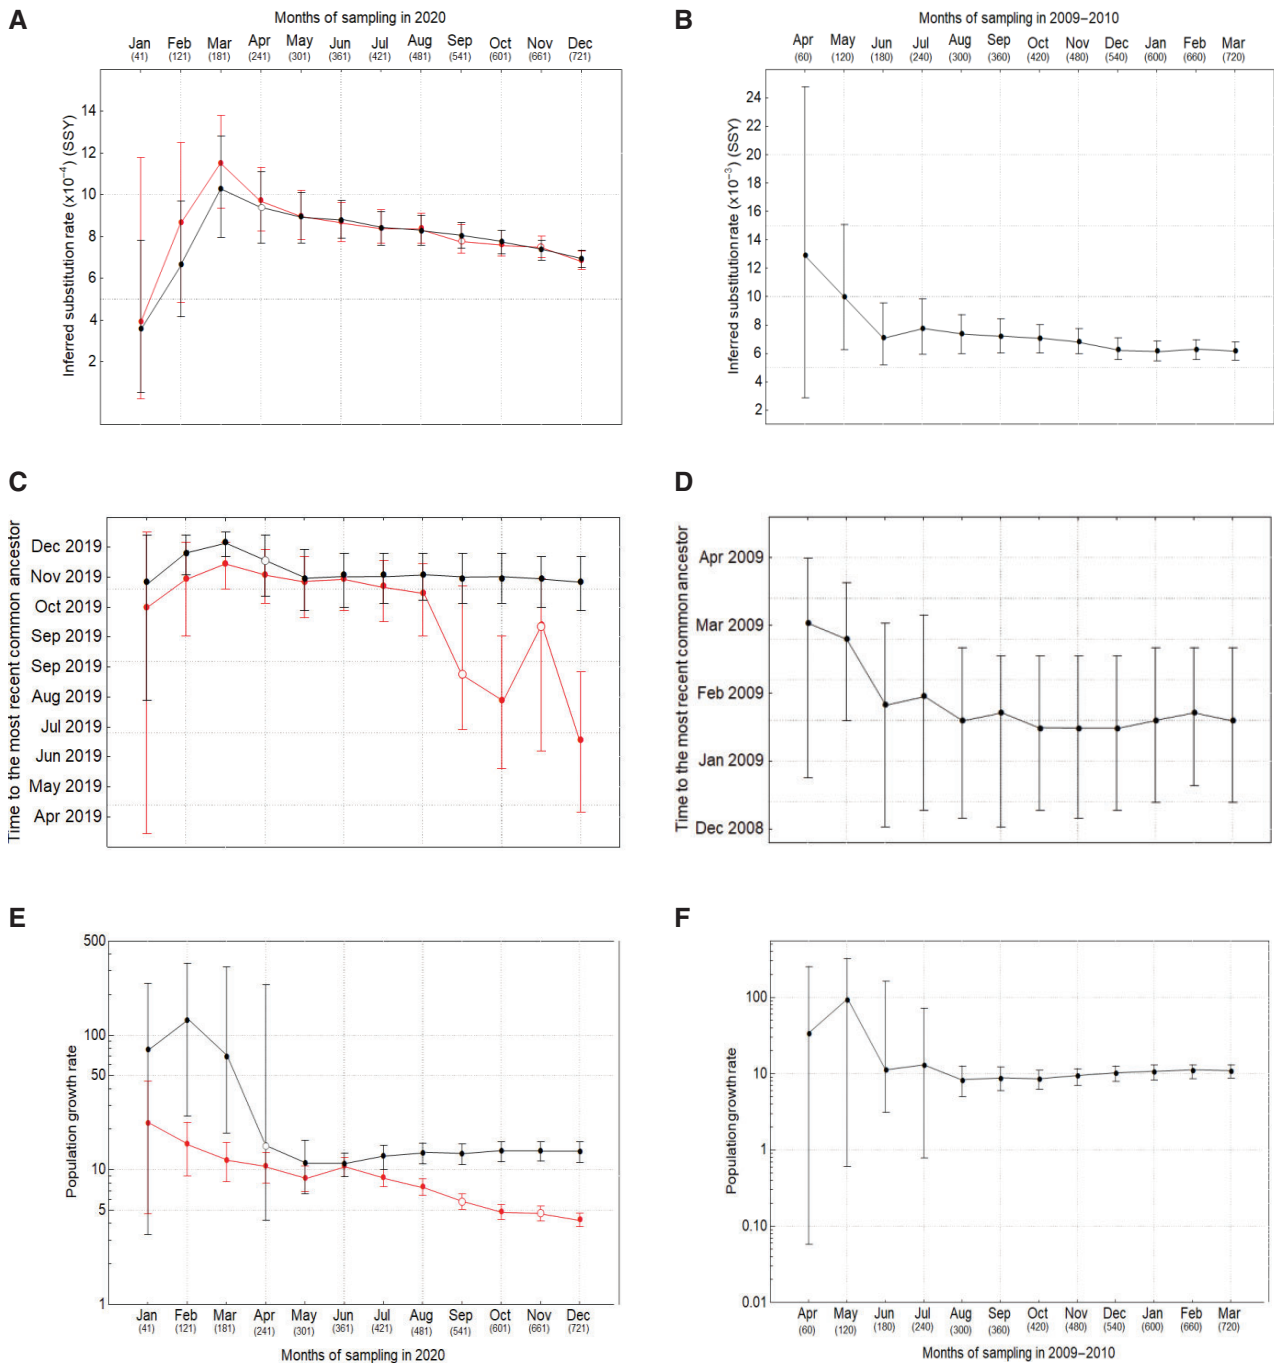 A
Months of sampling in 2020
Jan Feb Mar Apr May Jun Jul Aug Sep Oct Nov Dec
(41) (121) (181) (241) (301) (361) (421) (481) (541) (601) (661) (721)
Inferred substitution rate (x10−4) (SSY)
14
12
10
8
6
4
2
B
Months of sampling in 2009–2010
Apr May Jun Jul Aug Sep Oct Nov Dec Jan Feb Mar
(60) (120) (180) (240) (300) (360) (420) (480) (540) (600) (660) (720)
Inferred substitution rate (x10−3) (SSY)
24
22
20
18
16
14
12
10
8
6
4
2
C
Time to the most recent common ancestor
Dec 2019
Nov 2019
Oct 2019
Sep 2019
Sep 2019
Aug 2019
Jul 2019
Jun 2019
May 2019
Apr 2019
D
Time to the most recent common ancestor
Apr 2009
Mar 2009
Feb 2009
Jan 2009
Dec 2008
E
Population growth rate
500
100
50
10
5
1
Jan Feb Mar Apr May Jun Jul Aug Sep Oct Nov Dec
(41) (121) (181) (241) (301) (361) (421) (481) (541) (601) (661) (721)
Months of sampling in 2020
F
Population growth rate
100
10
1
0.10
0.01
Apr May Jun Jul Aug Sep Oct Nov Dec Jan Feb Mar
(60) (120) (180) (240) (300) (360) (420) (480) (540) (600) (660) (720)
Months of sampling in 2009–2010